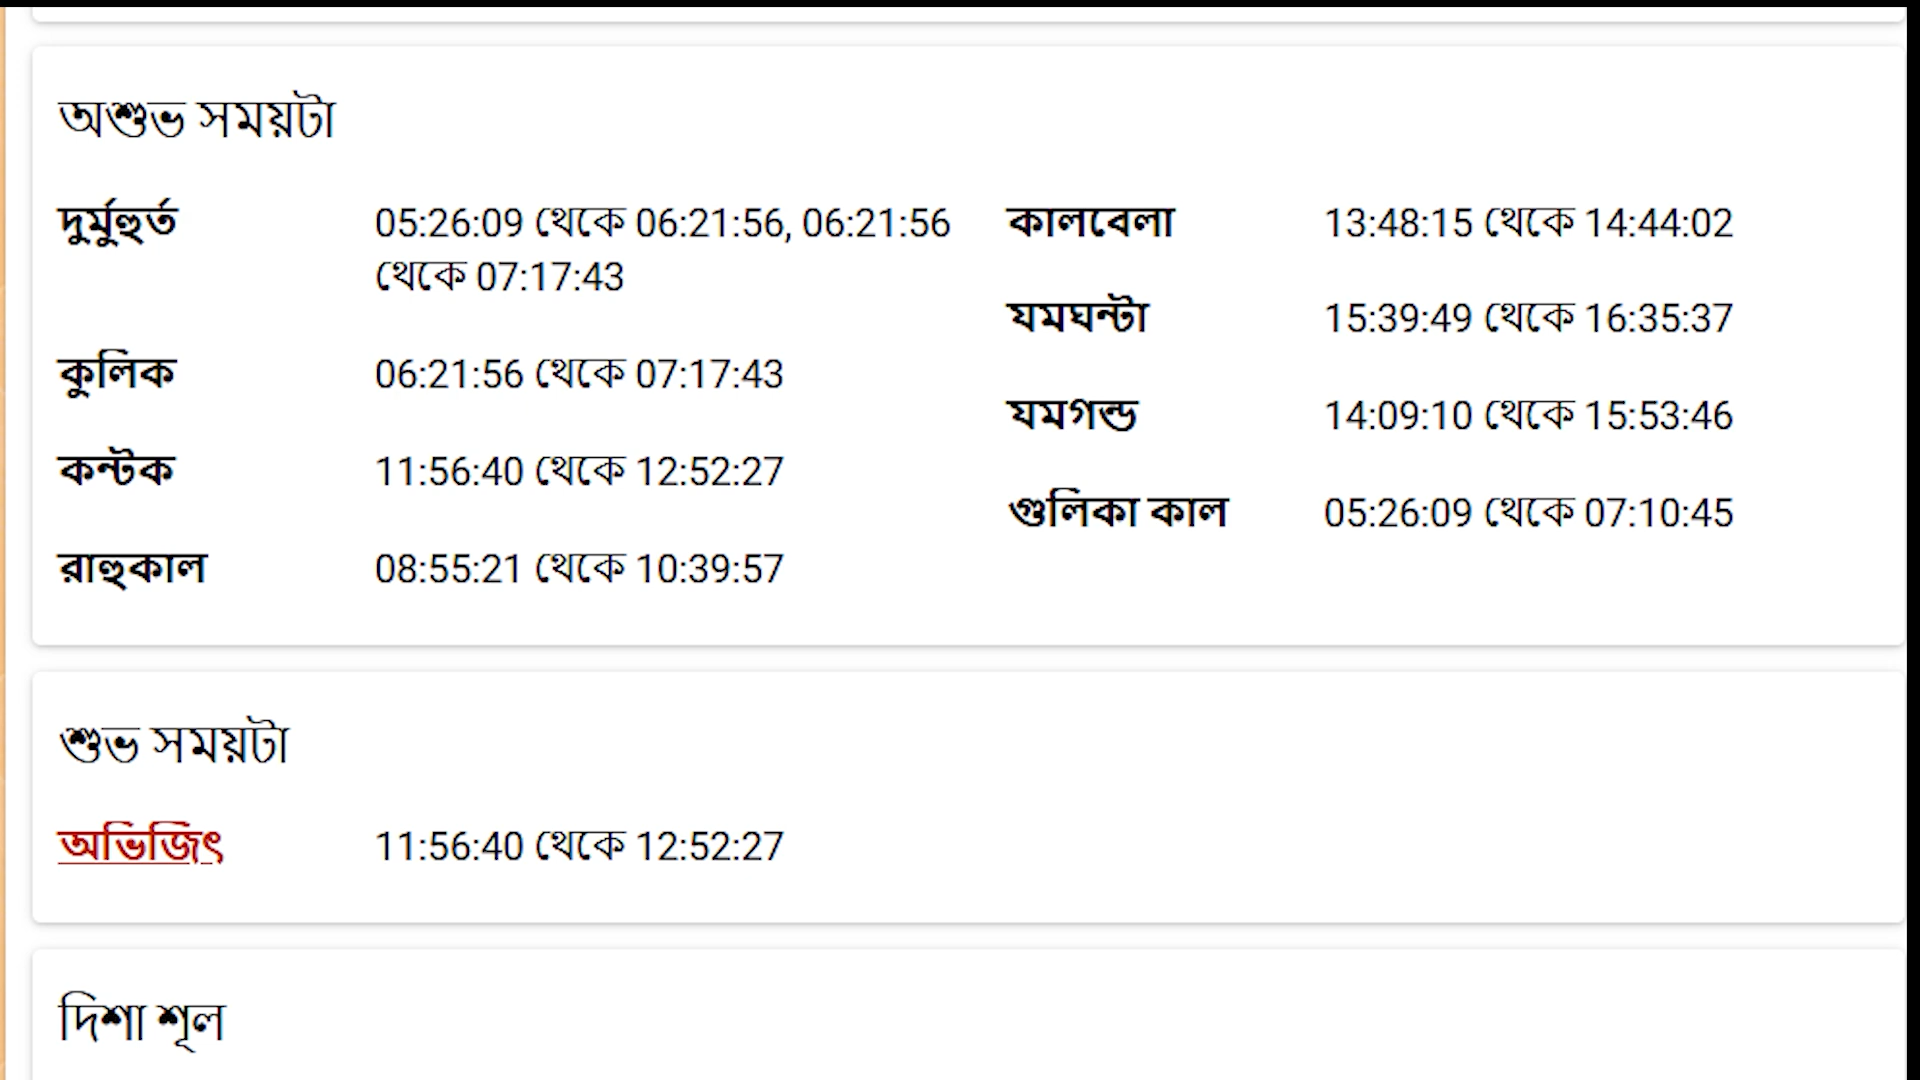 অশুভ সময়টা
দুর্মুহুর্ত 05:26:09 থেকে 06:21:56, 06:21:56
থেকে 07:17:43
কুলিক 06:21:56 থেকে 07:17:43
কন্টক 11:56:40 থেকে 12:52:27
রাহুকাল 08:55:21 থেকে 10:39:57
কালবেলা 13:48:15 থেকে 14:44:02
যমঘন্টা 15:39:49 থেকে 16:35:37
যমগন্ড 14:09:10 থেকে 15:53:46
গুলিকা কাল 05:26:09 থেকে 07:10:45
শুভ সময়টা
অভিজিৎ 11:56:40 থেকে 12:52:27
দিশা শূল